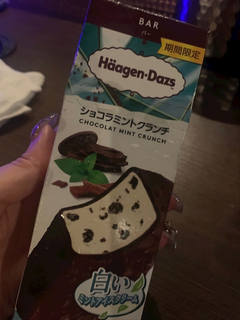 BAR
バー
期間限定
Häagen-Dazs
ショコラミントクランチ
CHOCOLAT MINT CRUNCH
白い
ミントアイスクリーム